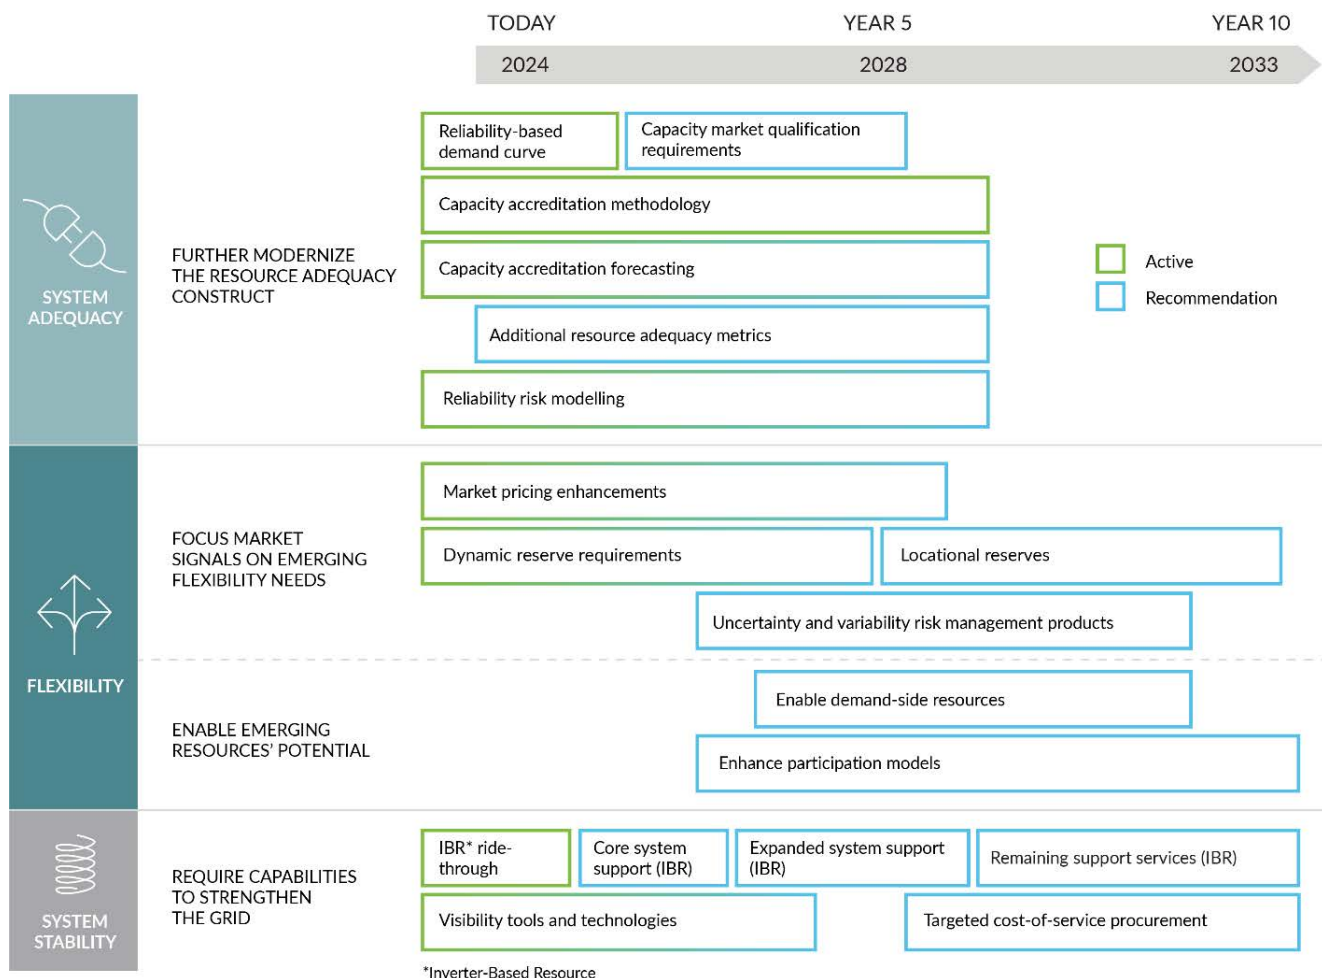 TODAY
YEAR 5
YEAR 10
2024
2028
2033
SYSTEM
ADEQUACY
FURTHER MODERNIZE
THE RESOURCE ADEQUACY
CONSTRUCT
Reliability-based
demand curve
Capacity market qualification
requirements
Capacity accreditation methodology
Capacity accreditation forecasting
Additional resource adequacy metrics
Reliability risk modelling
Active
Recommendation
FLEXIBILITY
FOCUS MARKET
SIGNALS ON EMERGING
FLEXIBILITY NEEDS
Market pricing enhancements
Dynamic reserve requirements
Locational reserves
Uncertainty and variability risk management products
ENABLE EMERGING
RESOURCES' POTENTIAL
Enable demand-side resources
Enhance participation models
SYSTEM
STABILITY
REQUIRE CAPABILITIES
TO STRENGTHEN
THE GRID
IBR* ride-
through
Core system
support (IBR)
Expanded system support
(IBR)
Remaining support services (IBR)
Visibility tools and technologies
Targeted cost-of-service procurement
*Inverter-Based Resource